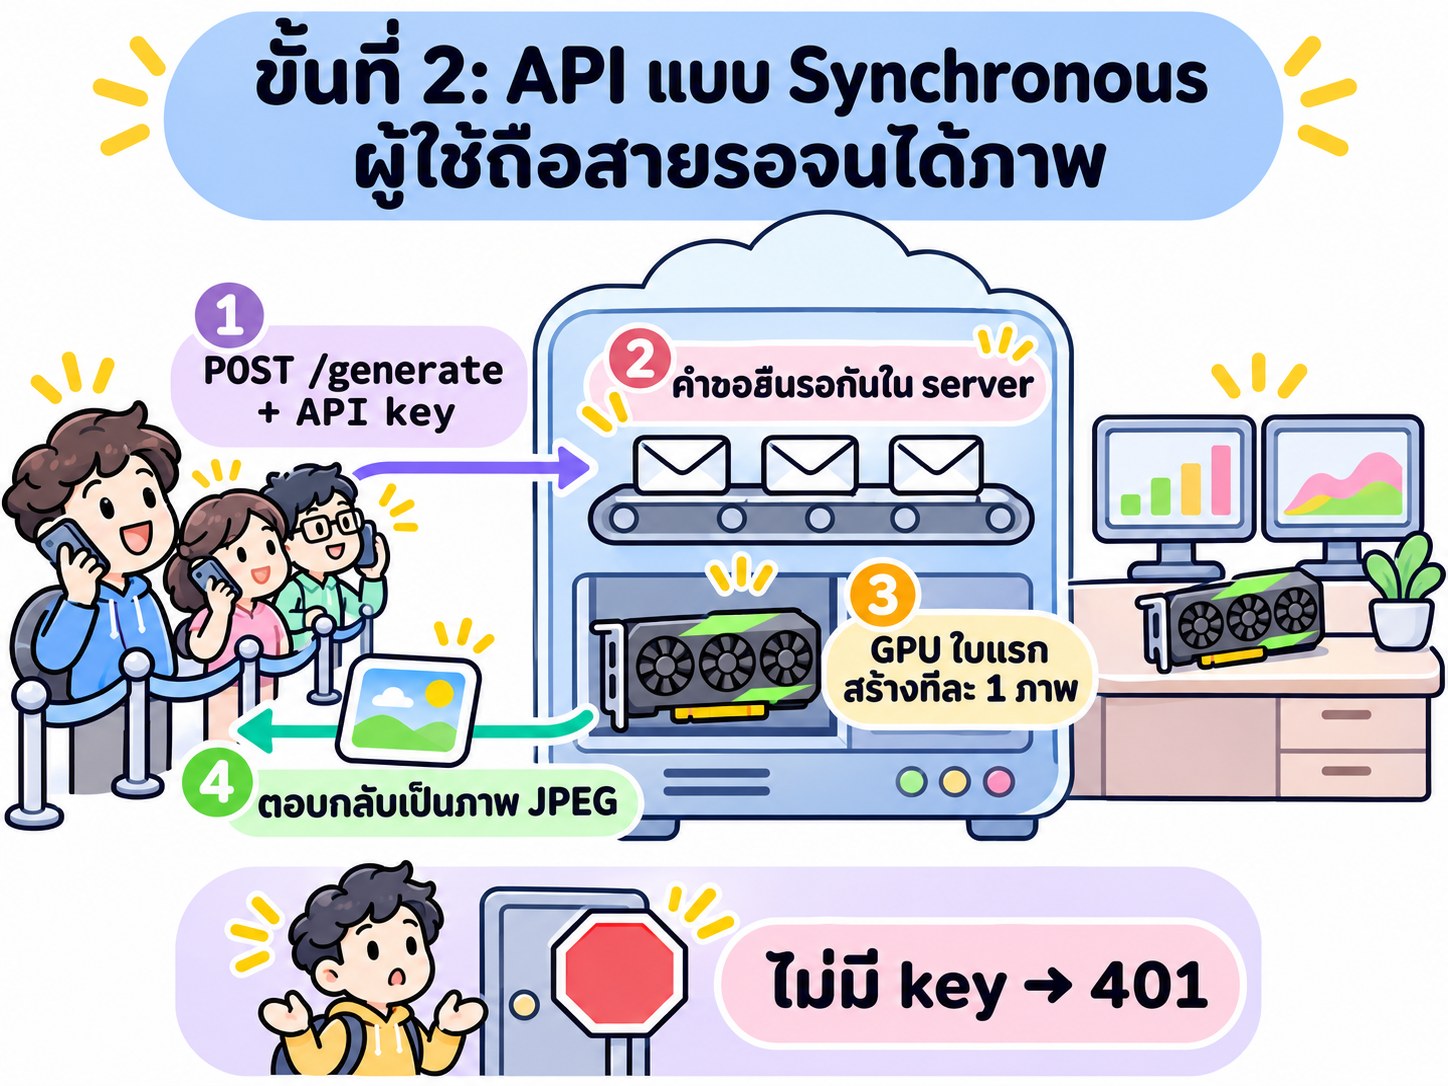 ขั้นที่ 2: API แบบ Synchronous
ผู้ใช้ถือสายรอจนได้ภาพ
1
POST /generate
+ API key
2
คำขอยืนรอกันใน server
3
GPU ใบแรก
สร้างทีละ 1 ภาพ
4
ตอบกลับเป็นภาพ JPEG
ไม่มี key → 401